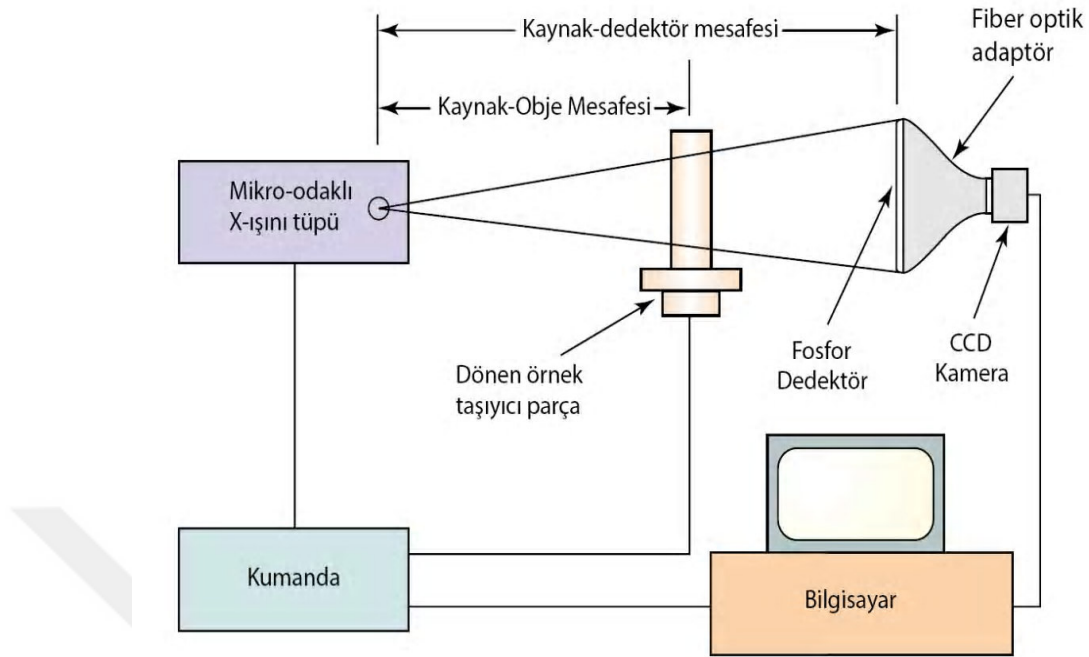 Kaynak-dedektör mesafesi
Fiber optik
adaptör
Kaynak-Obje Mesafesi
Mikro-odaklı
X-ışını tüpü
Dönen örnek
taşıyıcı parça
Fosfor
Dedektör
CCD
Kamera
Kumanda
Bilgisayar